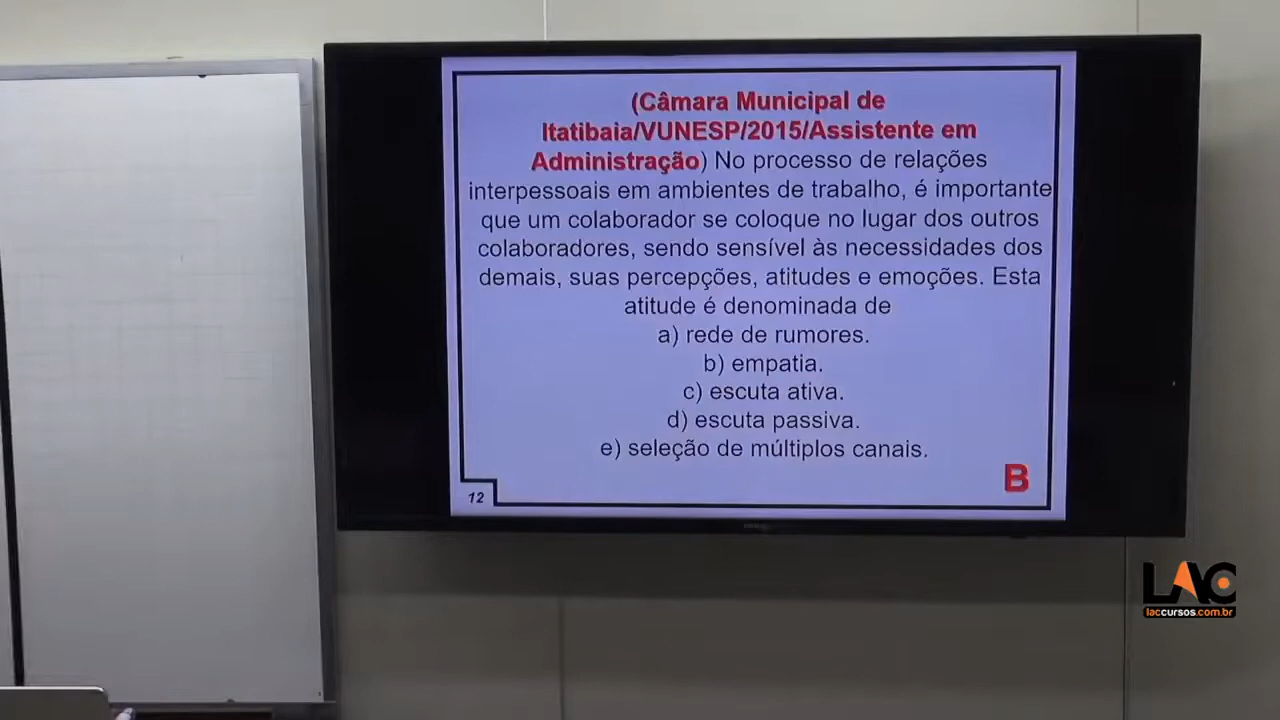 (Câmara Municipal de
Itatibaia/VUNESP/2015/Assistente em
Administração) No processo de relações
interpessoais em ambientes de trabalho, é importante
que um colaborador se coloque no lugar dos outros
colaboradores, sendo sensível às necessidades dos
demais, suas percepções, atitudes e emoções. Esta
atitude é denominada de
a) rede de rumores.
b) empatia.
c) escuta ativa.
d) escuta passiva.
e) seleção de múltiplos canais.
B
12
LAC
laccursos.com.br